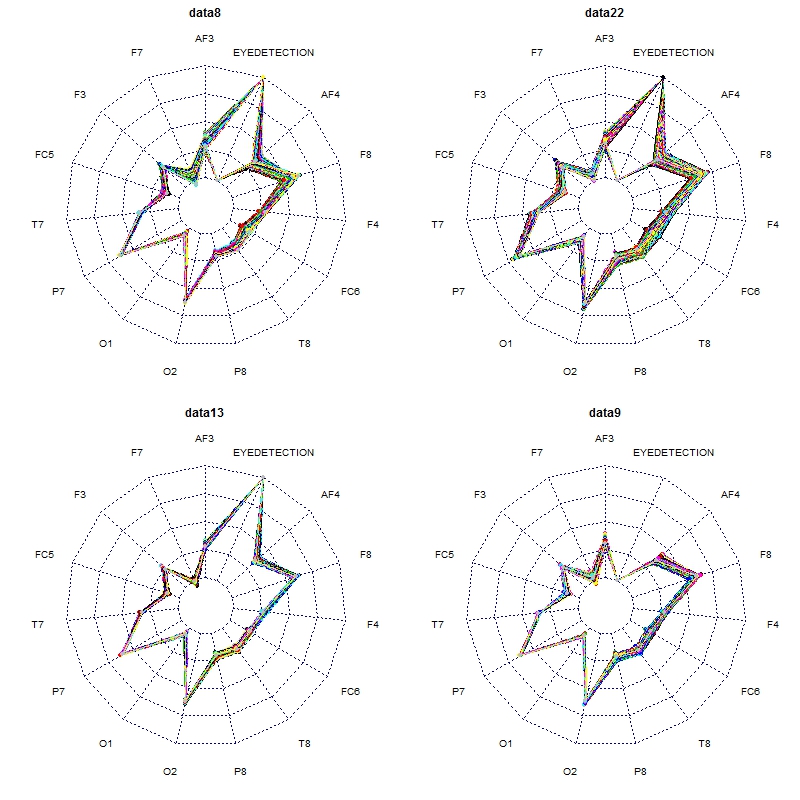 data8
AF3
EYEDETECTION
AF4
F8
F4
FC6
T8
P8
O2
O1
P7
T7
FC5
F3
F7
data22
AF3
EYEDETECTION
AF4
F8
F4
FC6
T8
P8
O2
O1
P7
T7
FC5
F3
F7
data13
AF3
EYEDETECTION
AF4
F8
F4
FC6
T8
P8
O2
O1
P7
T7
FC5
F3
F7
data9
AF3
EYEDETECTION
AF4
F8
F4
FC6
T8
P8
O2
O1
P7
T7
FC5
F3
F7